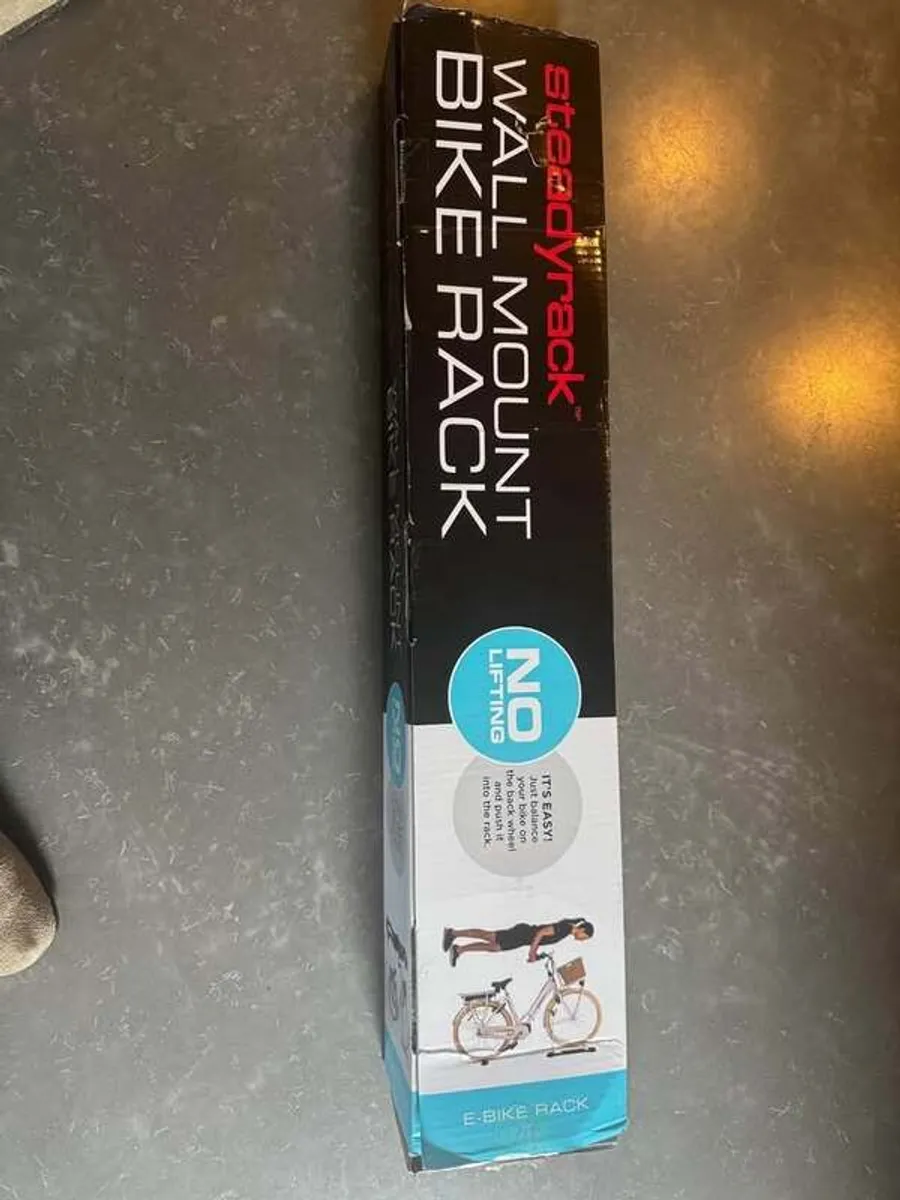 steadyrack™
WALL MOUNT
BIKE RACK
NO
LIFTING
IT'S EASY!
Just balance
your bike on
the back wheel
and push it
into the rack.
E-BIKE RACK